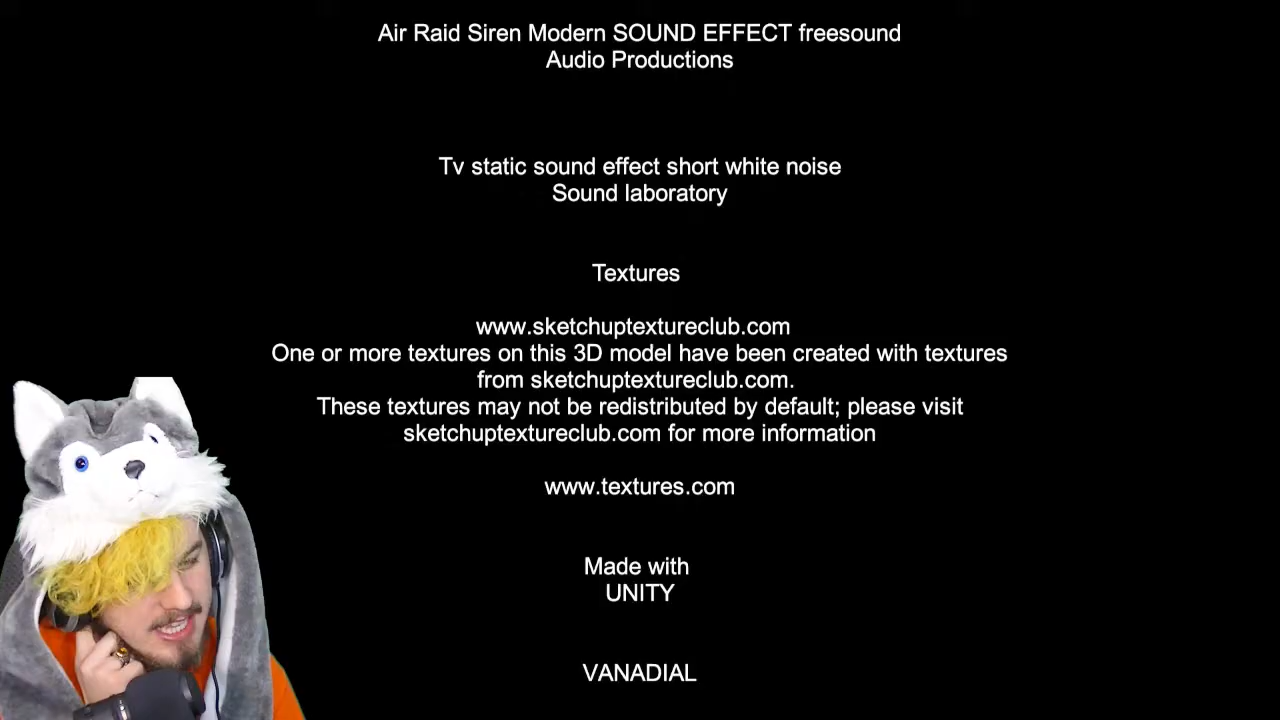 Air Raid Siren Modern SOUND EFFECT freesound
Audio Productions
Tv static sound effect short white noise
Sound laboratory
Textures
www.sketchuptextureclub.com
One or more textures on this 3D model have been created with textures
from sketchuptextureclub.com.
These textures may not be redistributed by default; please visit
sketchuptextureclub.com for more information
www.textures.com
Made with
UNITY
VANADIAL